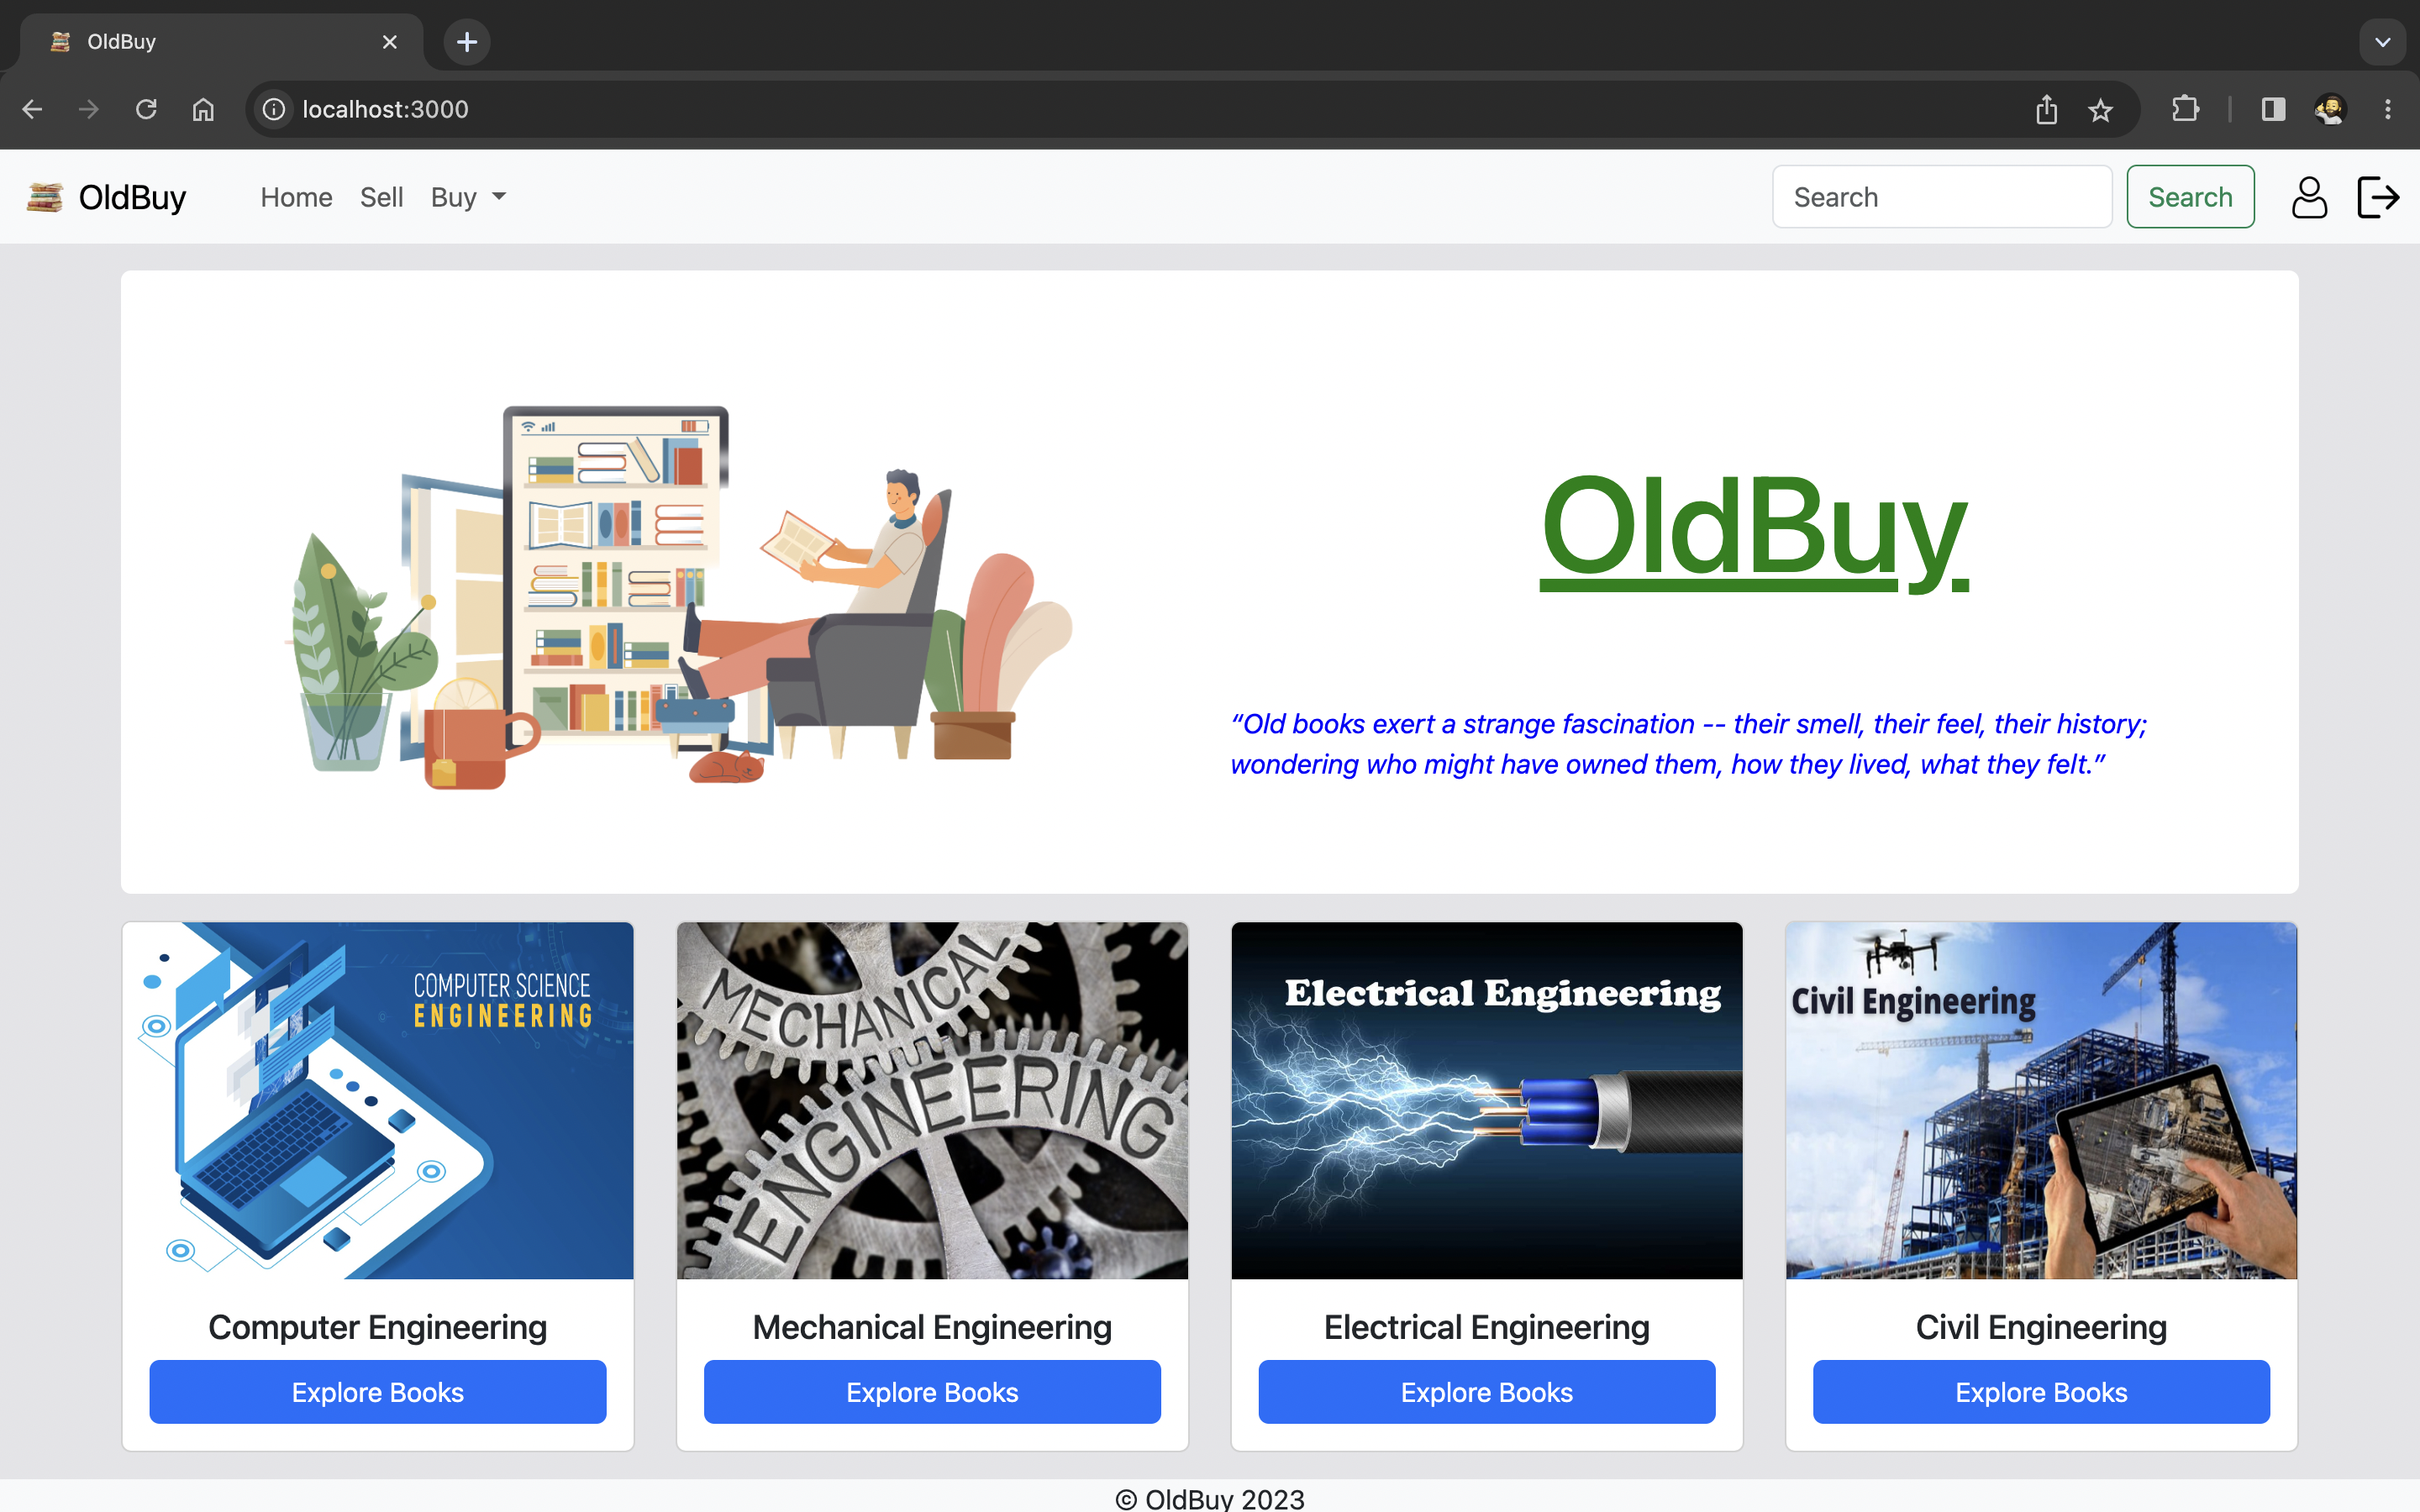 OldBuy
localhost:3000
OldBuy Home Sell Buy Search Search
OldBuy
“Old books exert a strange fascination -- their smell, their feel, their history;
wondering who might have owned them, how they lived, what they felt.”
COMPUTER SCIENCE
ENGINEERING
MECHANICAL
ENGINEERING
Electrical Engineering
Civil Engineering
Computer Engineering
Explore Books
Mechanical Engineering
Explore Books
Electrical Engineering
Explore Books
Civil Engineering
Explore Books
© OldBuy 2023